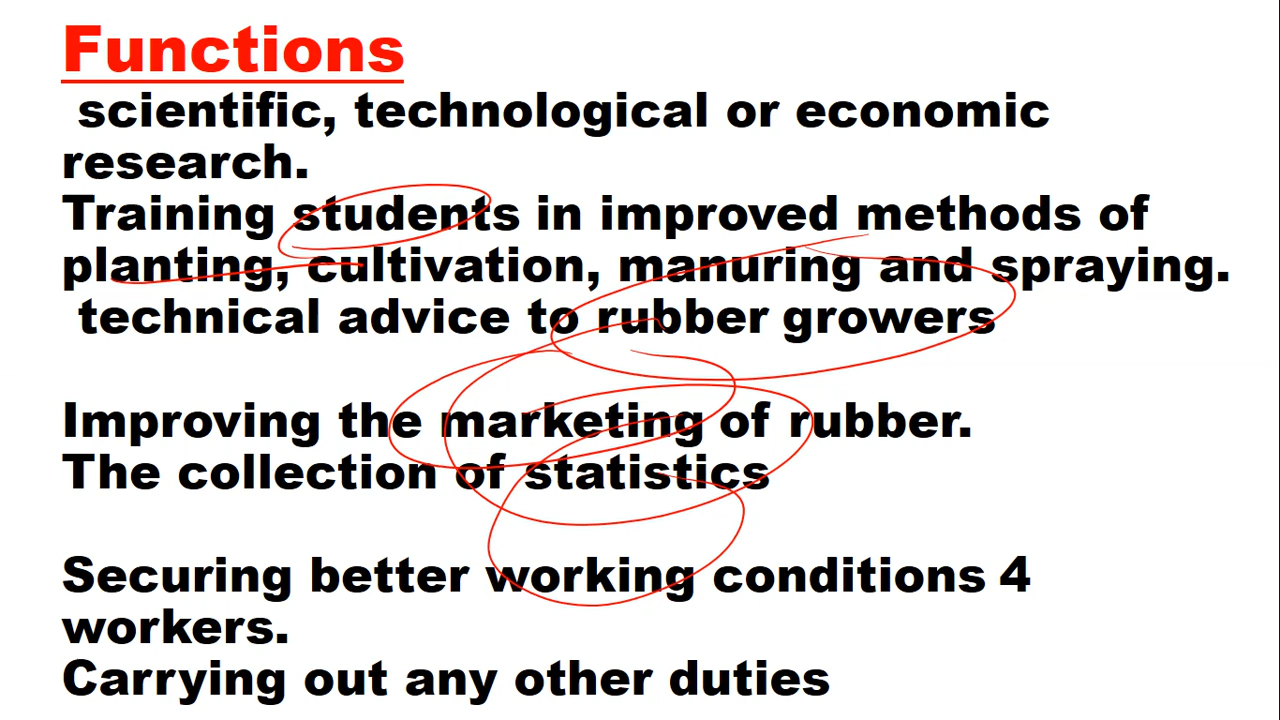 Functions
scientific, technological or economic
research.
Training students in improved methods of
planting, cultivation, manuring and spraying.
technical advice to rubber growers
Improving the marketing of rubber.
The collection of statistics
Securing better working conditions 4
workers.
Carrying out any other duties